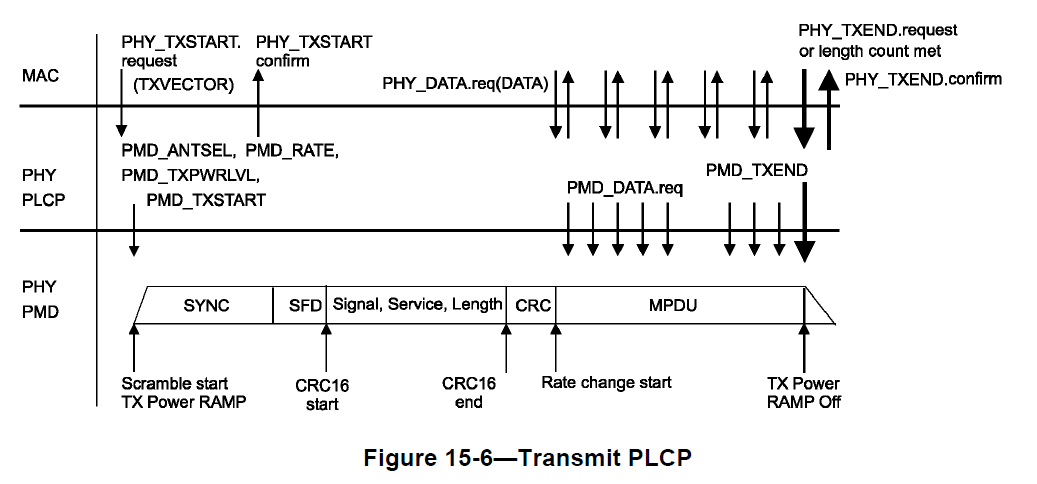 PHY_TXSTART.
request
(TXVECTOR)
PHY_TXSTART
confirm
PHY_TXEND.request
or length count met
MAC
PHY_DATA.req(DATA)
PHY_TXEND.confirm
PMD_ANTSEL, PMD_RATE,
PMD_TXPWRLVL,
PMD_TXSTART
PHY
PLCP
PMD_DATA.req
PMD_TXEND
PHY
PMD
SYNC
SFD
Signal, Service, Length
CRC
MPDU
Scramble start
TX Power RAMP
CRC16
start
CRC16
end
Rate change start
TX Power
RAMP Off
Figure 15-6—Transmit PLCP